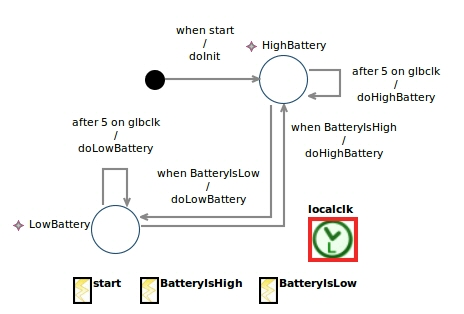 when start
/
doInit
HighBattery
after 5 on glbclk
/
doHighBattery
after 5 on glbclk
/
doLowBattery
when BatteryIsHigh
/
doHighBattery
when BatteryIsLow
/
doLowBattery
localclk
LowBattery
start
BatteryIsHigh
BatteryIsLow